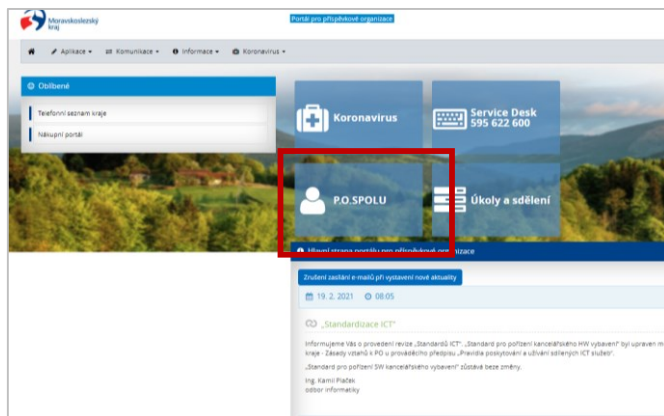 Moravskoslezský
kraj
Portál pro příspěvkové organizace
Aplikace
Komunikace
Informace
Koronavirus
Oblíbené
Telefonní seznam kraje
Nákupní portál
Koronavirus
Service Desk
595 622 600
P.O.SPOLU
Úkoly a sdělení
Hlavní strana portálu pro příspěvkové organizace
Zrušení zasílání e-mailů při vystavení nové aktuality
19. 2. 2021 08:05
„Standardizace ICT"
Informujeme Vás o provedení revize „Standardů ICT". „Standard pro pořízení kancelářského HW vybavení" byl upraven m
kraje - Zásady vztahů k PO u prováděcího předpisu „Pravidla poskytování a užívání sdílených ICT služeb".
„Standard pro pořízení SW kancelářského vybavení" zůstává beze změny.
Ing. Kamil Plaček
odbor informatiky